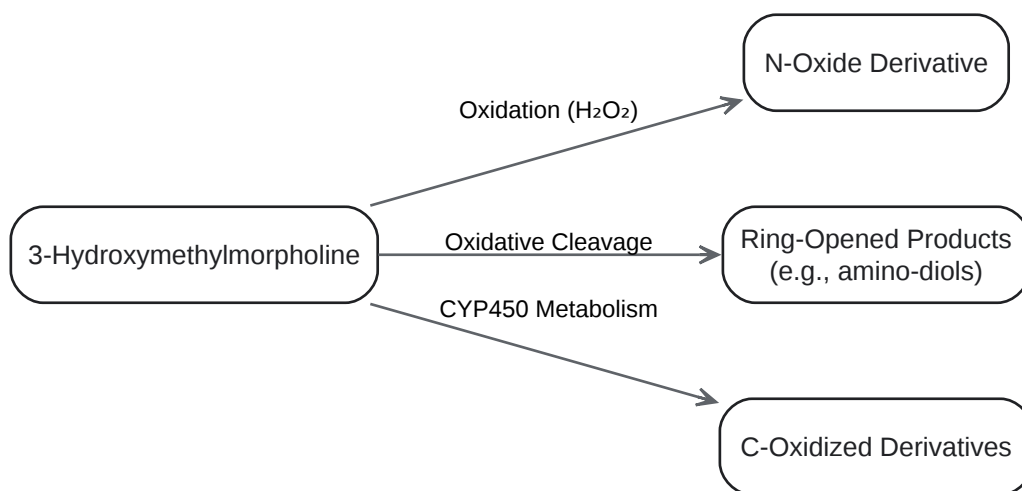 N-Oxide Derivative
Oxidation (H₂O₂)
3-Hydroxymethylmorpholine
Oxidative Cleavage
Ring-Opened Products
(e.g., amino-diols)
CYP450 Metabolism
C-Oxidized Derivatives